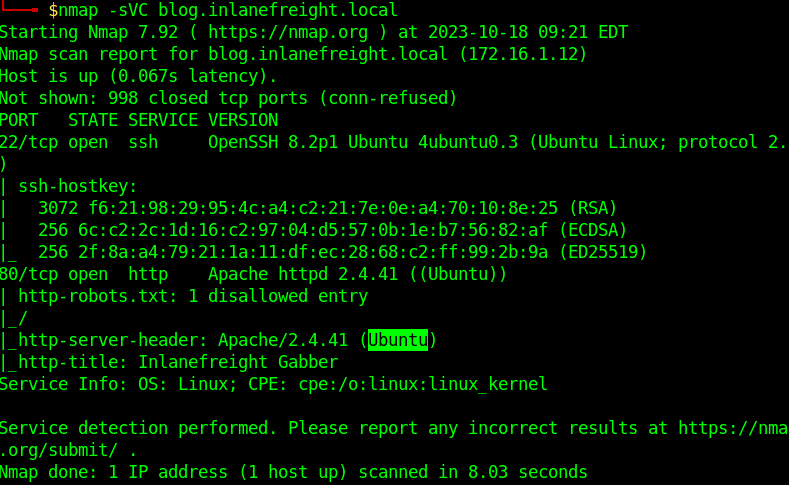 $nmap -sVC blog.inlanefreight.local
Starting Nmap 7.92 ( https://nmap.org ) at 2023-10-18 09:21 EDT
Nmap scan report for blog.inlanefreight.local (172.16.1.12)
Host is up (0.067s latency).
Not shown: 998 closed tcp ports (conn-refused)
PORT   STATE SERVICE VERSION
22/tcp open  ssh     OpenSSH 8.2p1 Ubuntu 4ubuntu0.3 (Ubuntu Linux; protocol 2.
)
| ssh-hostkey:
|   3072 f6:21:98:29:95:4c:a4:c2:21:7e:0e:a4:70:10:8e:25 (RSA)
|   256 6c:c2:2c:1d:16:c2:97:04:d5:57:0b:1e:b7:56:82:af (ECDSA)
|_  256 2f:8a:a4:79:21:1a:11:df:ec:28:68:c2:ff:99:2b:9a (ED25519)
80/tcp open  http    Apache httpd 2.4.41 ((Ubuntu))
| http-robots.txt: 1 disallowed entry
|_/
|_http-server-header: Apache/2.4.41 (Ubuntu)
|_http-title: Inlanefreight Gabber
Service Info: OS: Linux; CPE: cpe:/o:linux:linux_kernel
Service detection performed. Please report any incorrect results at https://nma
.org/submit/ .
Nmap done: 1 IP address (1 host up) scanned in 8.03 seconds